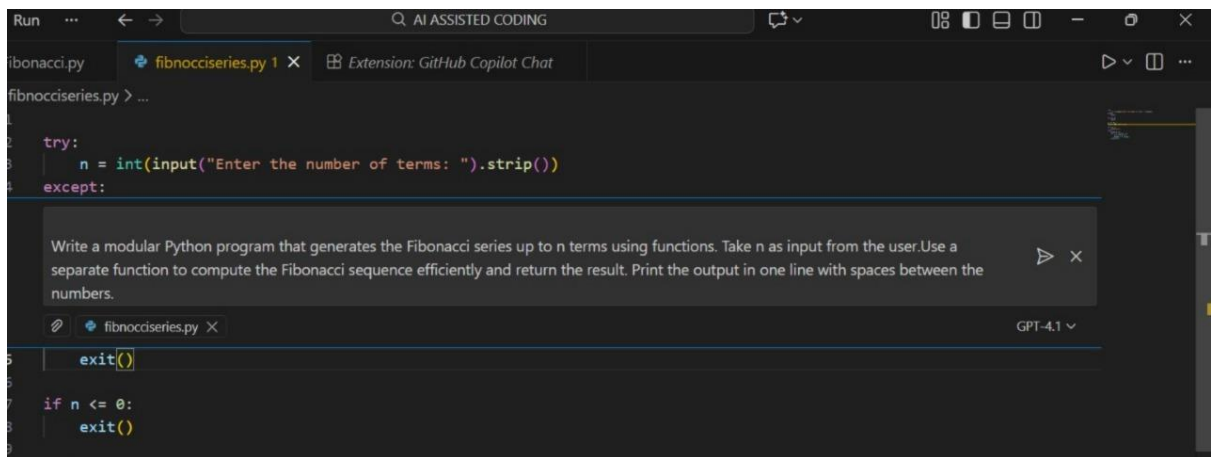 Run ... AI ASSISTED CODING
ibonacci.py fibnocciseries.py 1 Extension: GitHub Copilot Chat
fibnocciseries.py > ...
1
2 try:
3 n = int(input("Enter the number of terms: ").strip())
4 except:
Write a modular Python program that generates the Fibonacci series up to n terms using functions. Take n as input from the user.Use a
separate function to compute the Fibonacci sequence efficiently and return the result. Print the output in one line with spaces between the
numbers.
fibnocciseries.py GPT-4.1
5 exit()
6
7 if n <= 0:
8 exit()
9